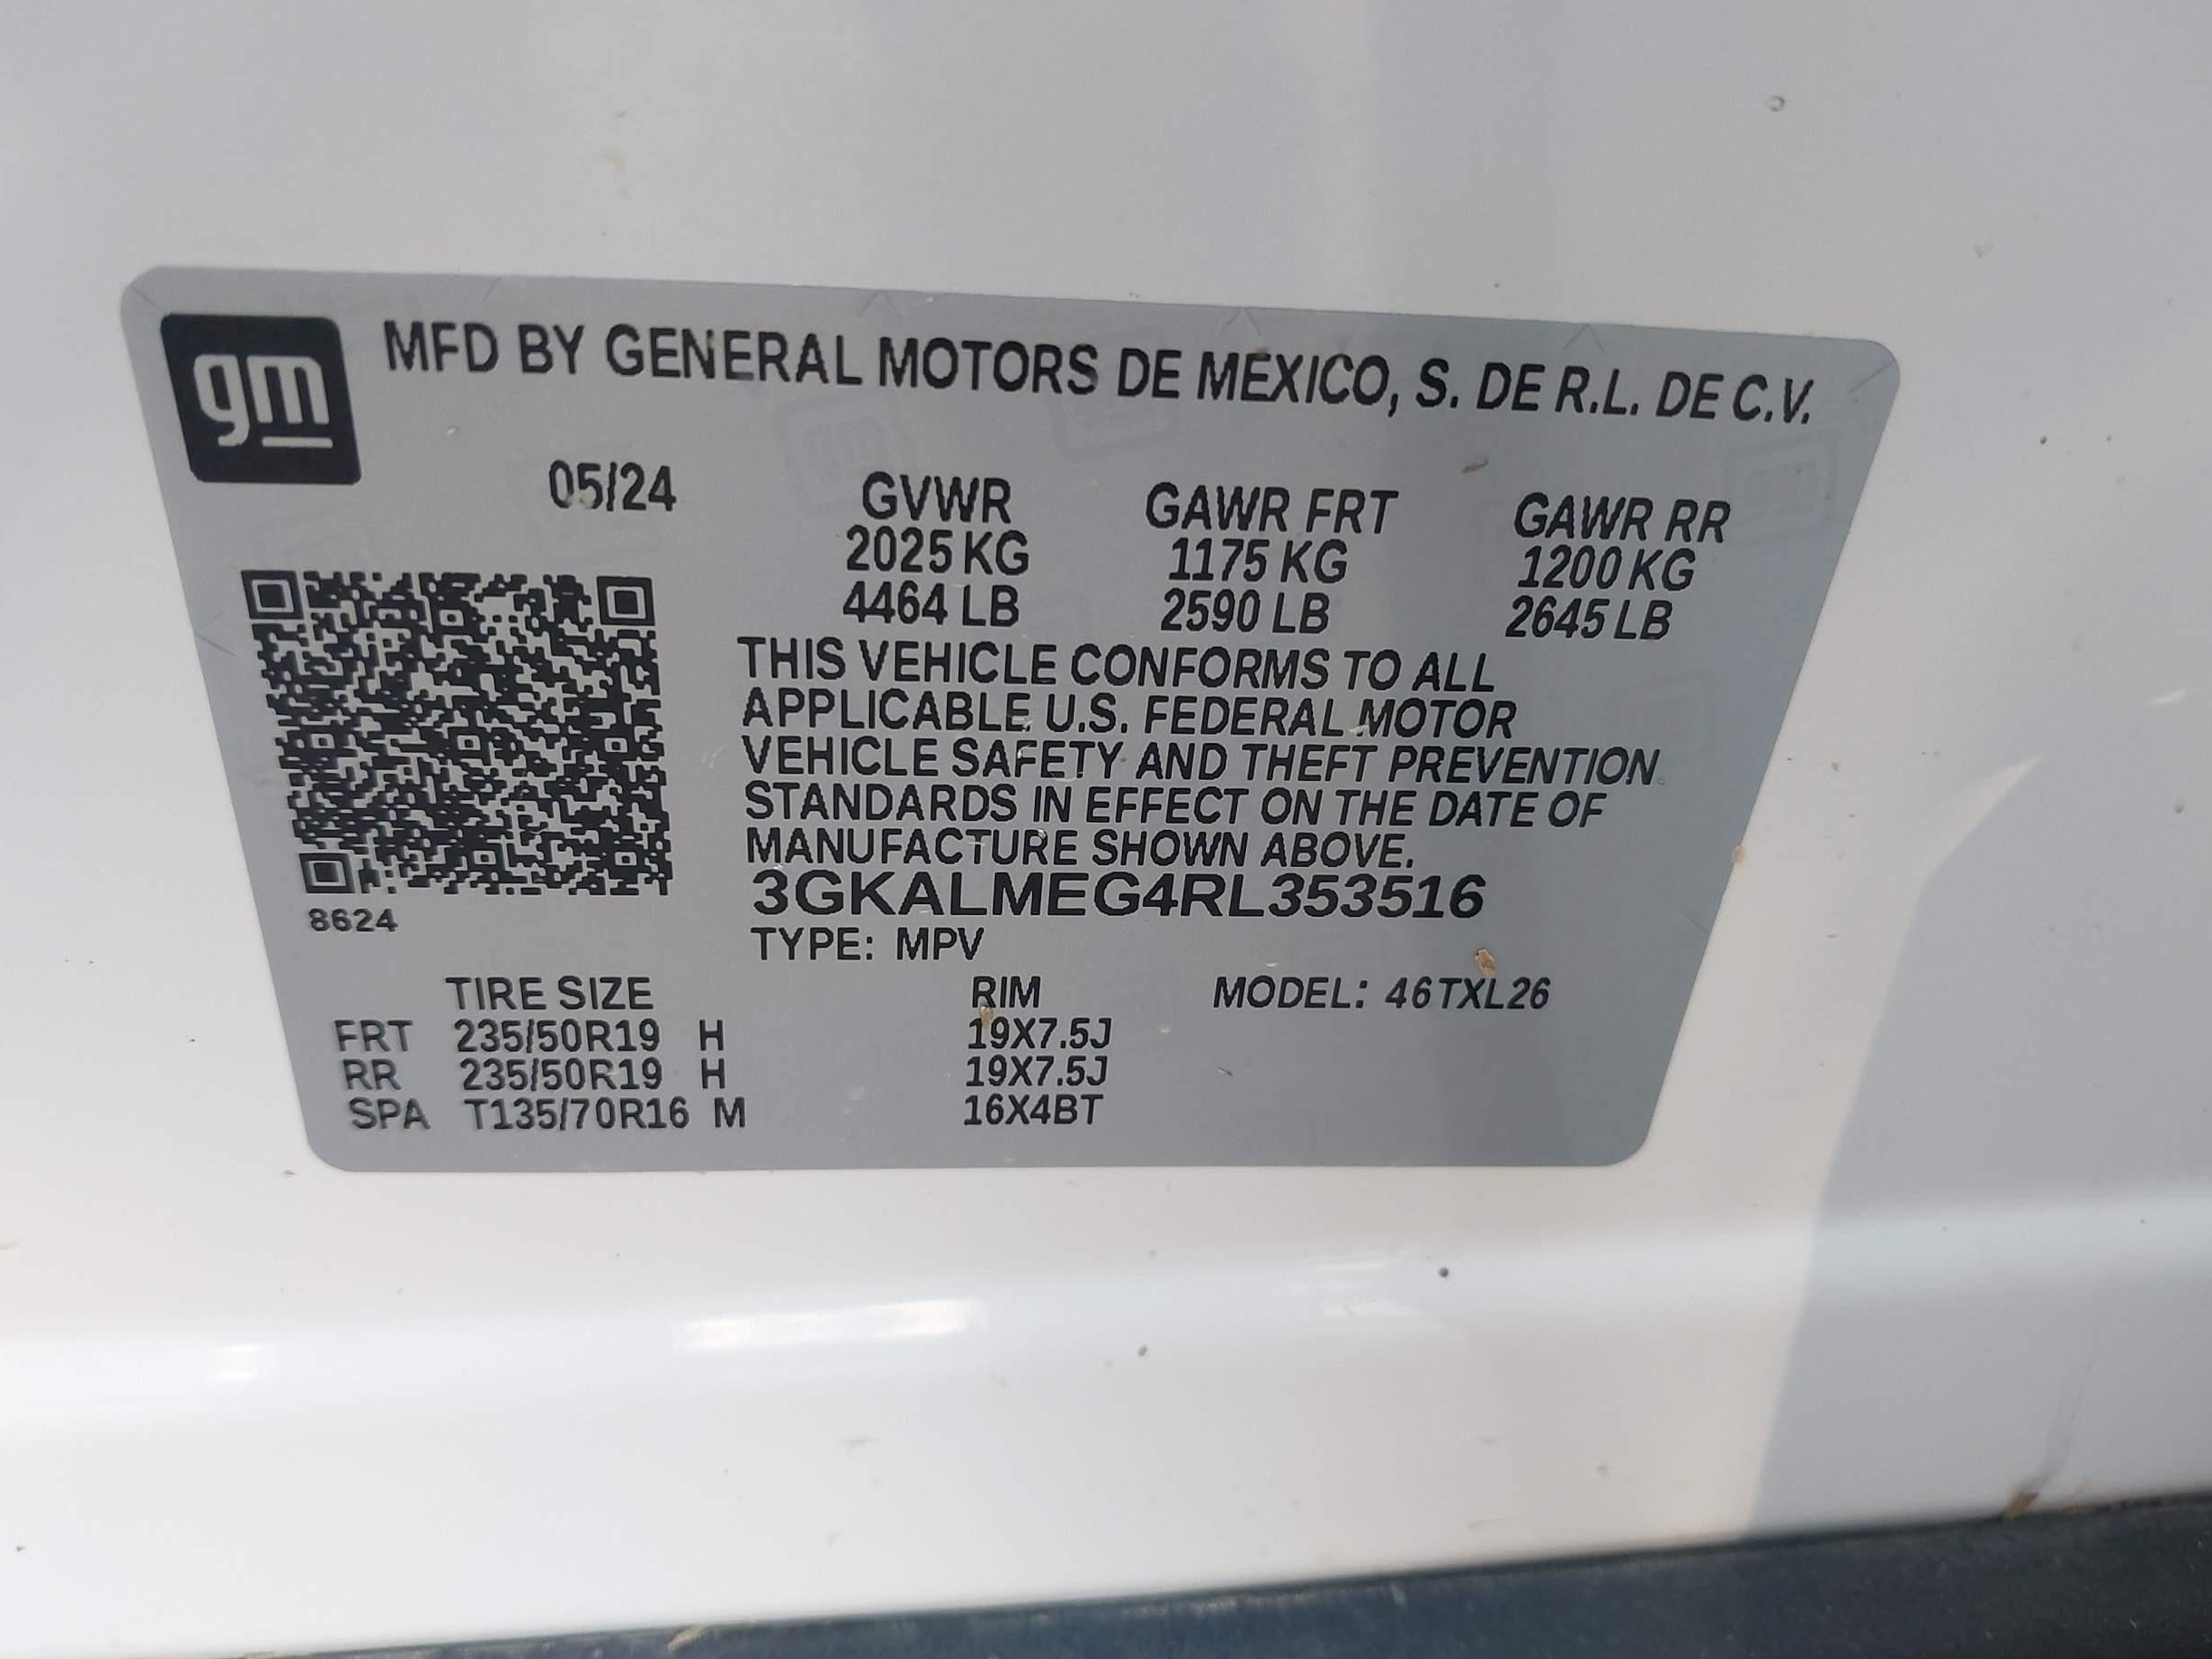 gm
MFD BY GENERAL MOTORS DE MEXICO, S. DE R.L. DE C.V.
05/24 GVWR GAWR FRT GAWR RR
2025 KG 1175 KG 1200 KG
4464 LB 2590 LB 2645 LB
THIS VEHICLE CONFORMS TO ALL
APPLICABLE U.S. FEDERAL MOTOR
VEHICLE SAFETY AND THEFT PREVENTION
STANDARDS IN EFFECT ON THE DATE OF
MANUFACTURE SHOWN ABOVE.
3GKALMEG4RL353516
8624
TYPE: MPV
TIRE SIZE RIM MODEL: 46TXL26
FRT 235/50R19 H 19X7.5J
RR 235/50R19 H 19X7.5J
SPA T135/70R16 M 16X4BT